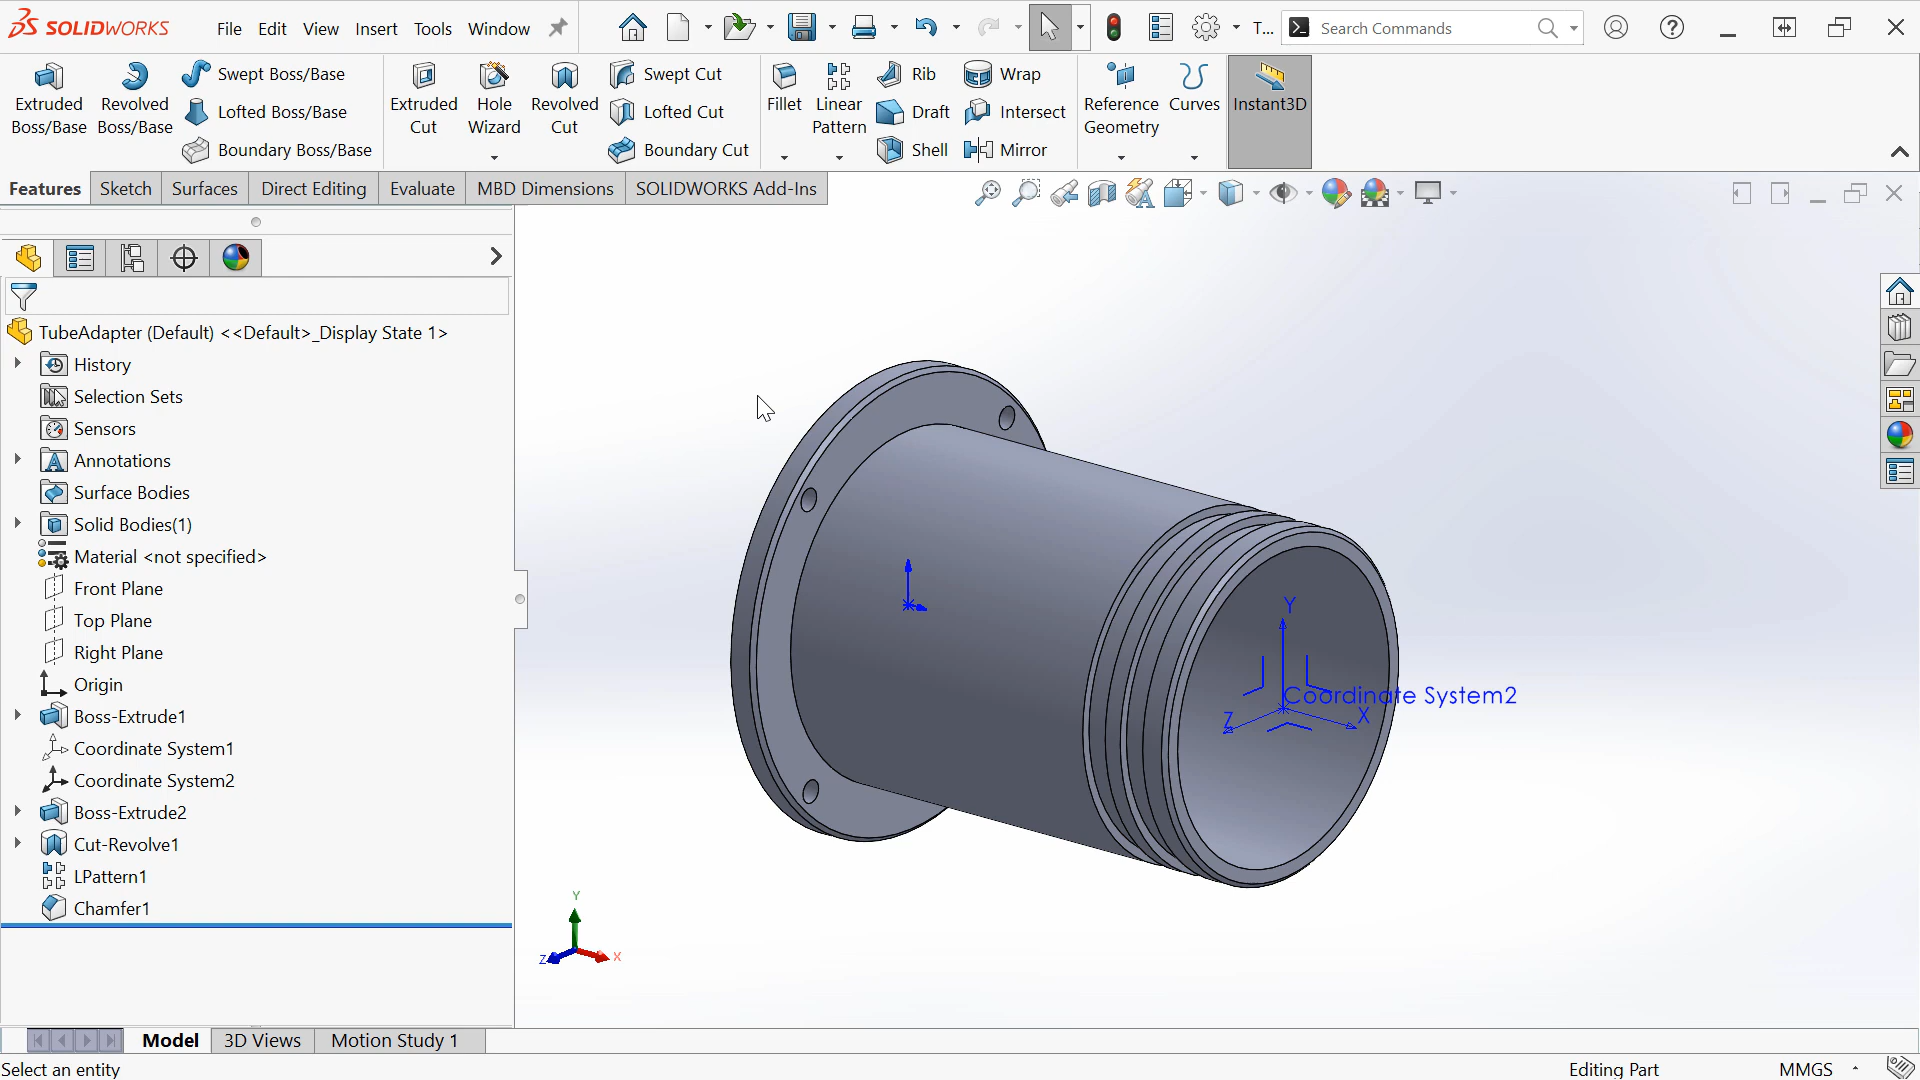 SOLIDWORKS File Edit View Insert Tools Window T... Search Commands
Extruded Boss/Base
Revolved Boss/Base
Swept Boss/Base
Lofted Boss/Base
Boundary Boss/Base
Extruded Cut
Hole Wizard
Revolved Cut
Swept Cut
Lofted Cut
Boundary Cut
Fillet
Linear Pattern
Rib
Draft
Shell
Wrap
Intersect
Mirror
Reference Geometry
Curves
Instant3D
Features Sketch Surfaces Direct Editing Evaluate MBD Dimensions SOLIDWORKS Add-Ins
TubeAdapter (Default) <<Default>_Display State 1>
History
Selection Sets
Sensors
Annotations
Surface Bodies
Solid Bodies(1)
Material <not specified>
Front Plane
Top Plane
Right Plane
Origin
Boss-Extrude1
Coordinate System1
Coordinate System2
Boss-Extrude2
Cut-Revolve1
LPattern1
Chamfer1
Y
Coordinate System2
Z
X
Y
Z
X
Model 3D Views Motion Study 1
Select an entity Editing Part MMGS